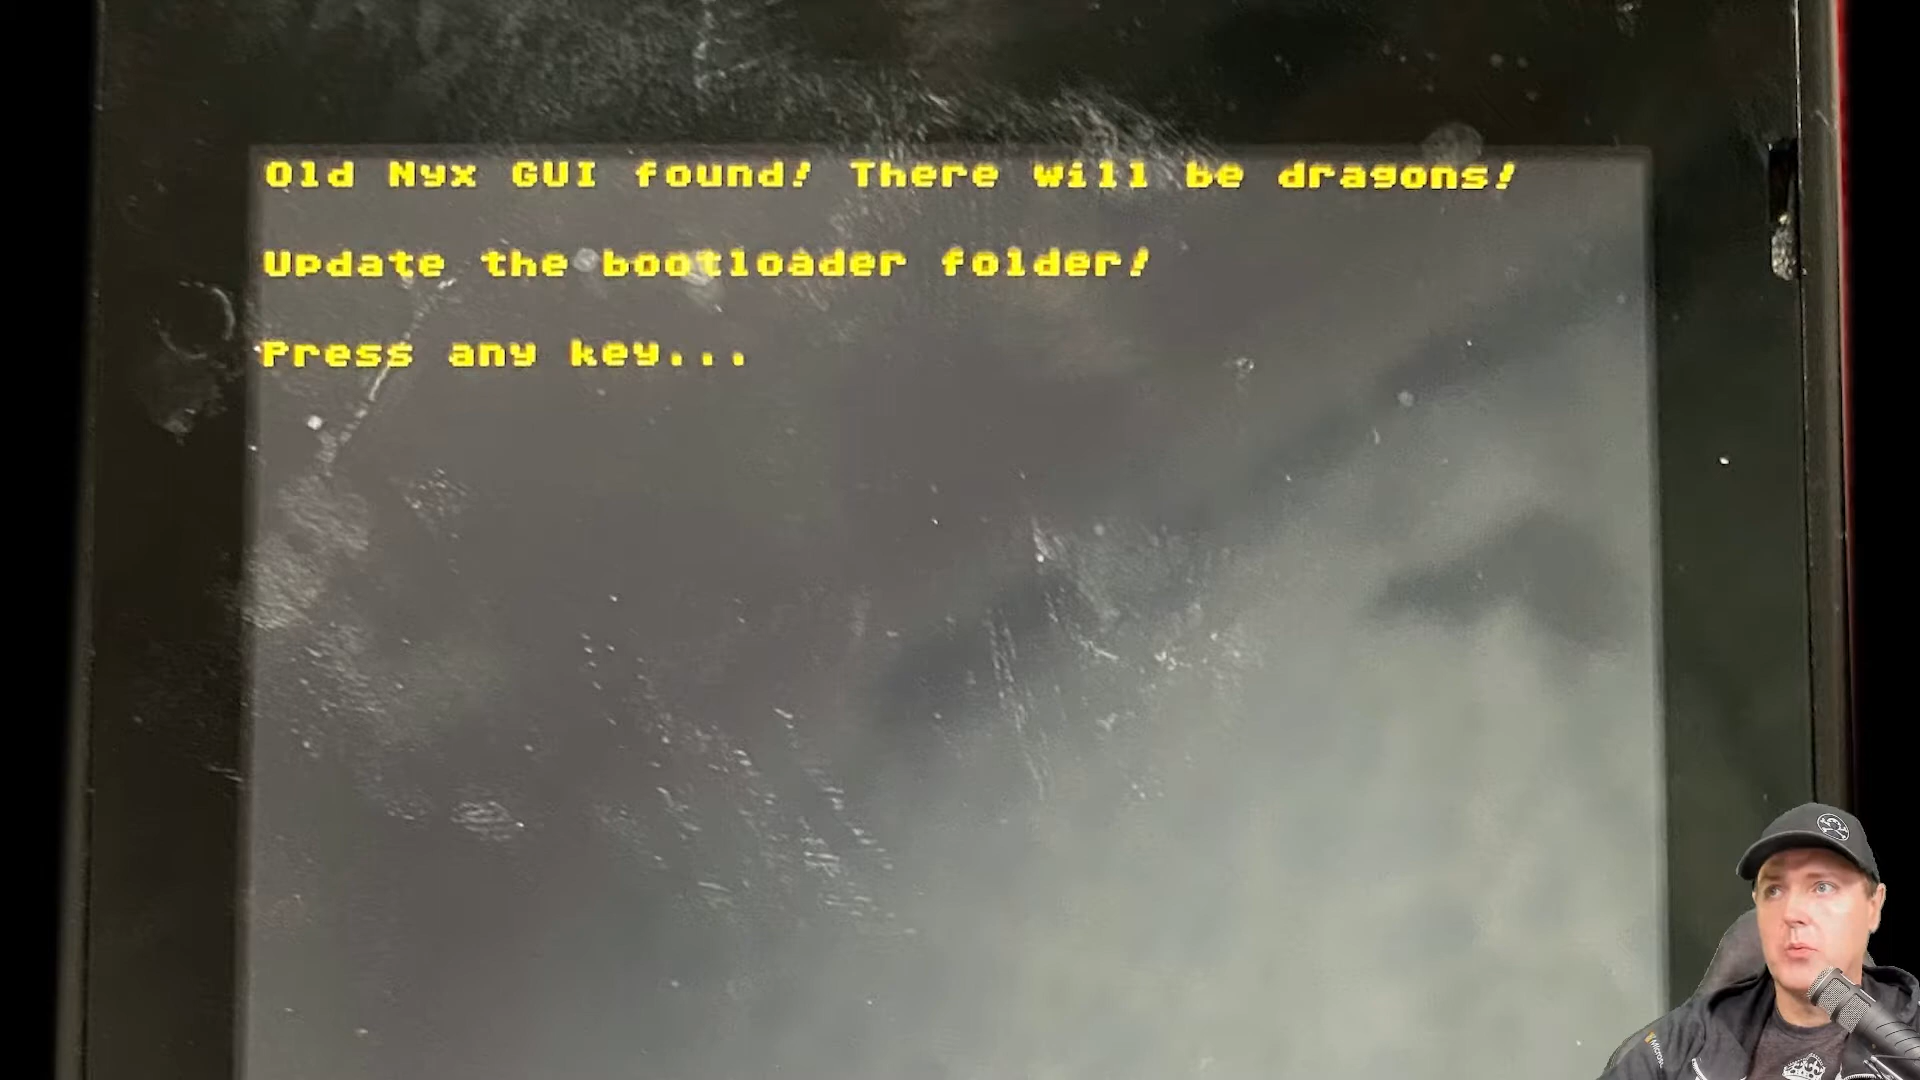 Old Nyx GUI found! There will be dragons!
Update the bootloader folder!
Press any key...